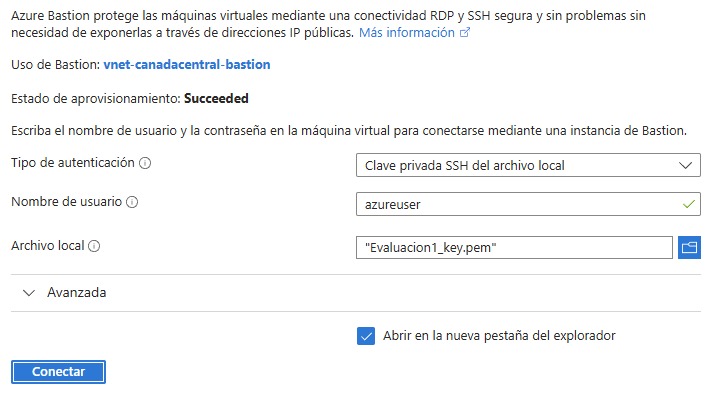 Azure Bastion protege las máquinas virtuales mediante una conectividad RDP y SSH segura y sin problemas sin
necesidad de exponerlas a través de direcciones IP públicas. Más información
Uso de Bastion: vnet-canadacentral-bastion
Estado de aprovisionamiento: Succeeded
Escriba el nombre de usuario y la contraseña en la máquina virtual para conectarse mediante una instancia de Bastion.
Tipo de autenticación
Clave privada SSH del archivo local
Nombre de usuario
azureuser
Archivo local
"Evaluacion1_key.pem"
Avanzada
Abrir en la nueva pestaña del explorador
Conectar